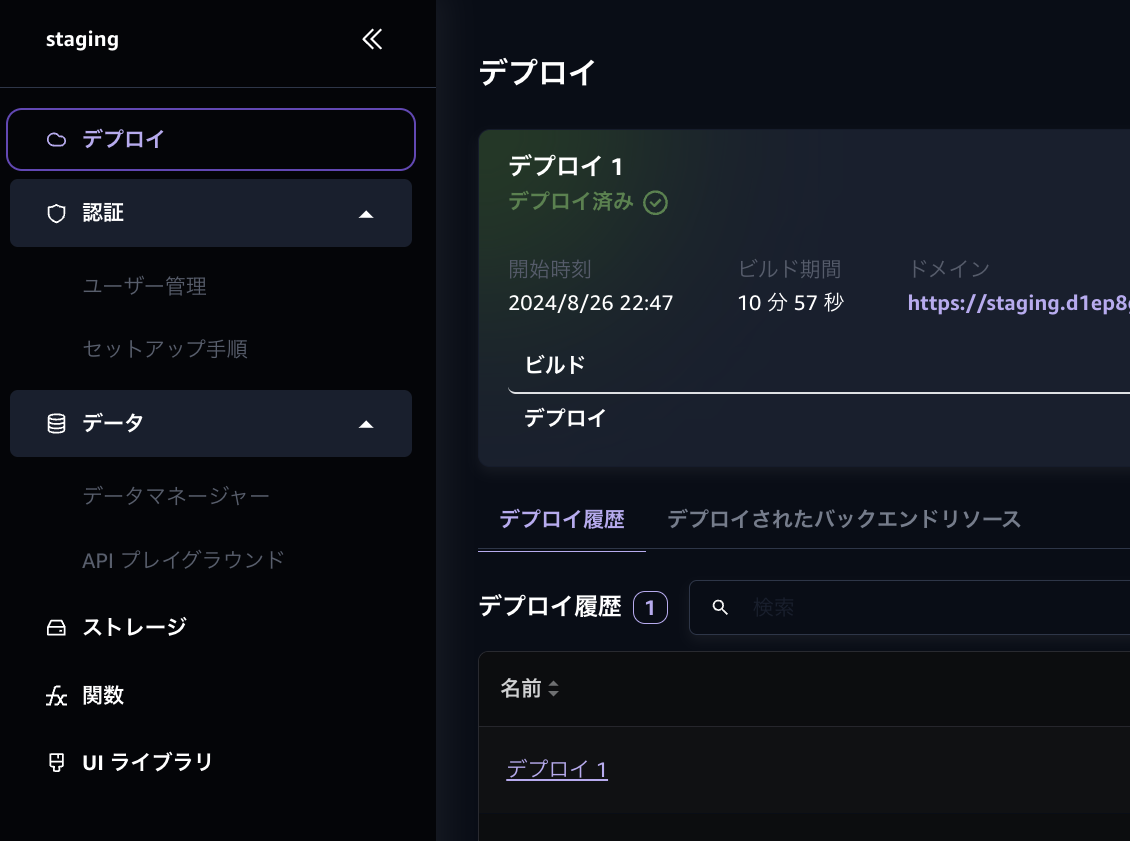 staging
デプロイ
認証
ユーザー管理
セットアップ手順
データ
データマネージャー
API プレイグラウンド
ストレージ
関数
UI ライブラリ
デプロイ
デプロイ 1
デプロイ済み
開始時刻 ビルド期間 ドメイン
2024/8/26 22:47 10 分 57 秒 https://staging.d1ep8
ビルド
デプロイ
デプロイ履歴 デプロイされたバックエンドリソース
デプロイ履歴 1 検索
名前
デプロイ 1